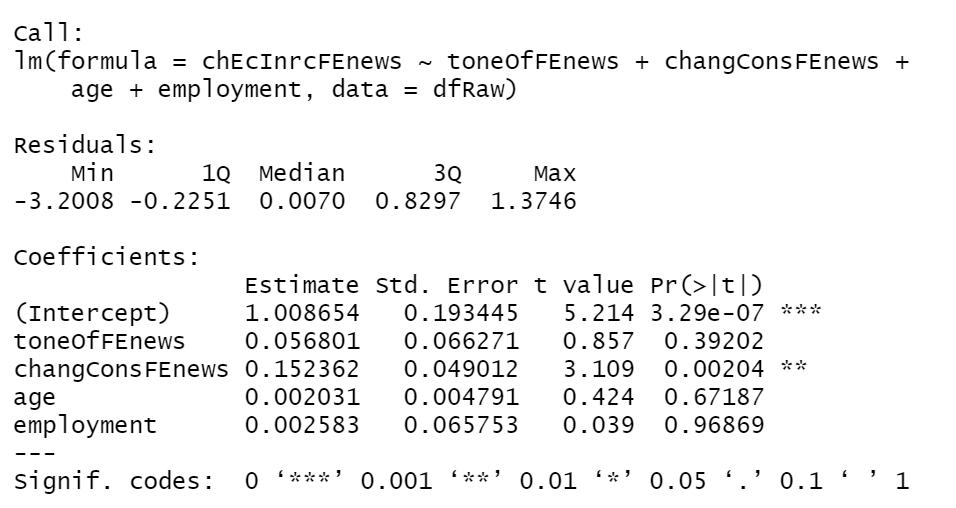 Call:
lm(formula = chEcInrcFEnews ~ toneOfFEnews + changConsFEnews +
    age + employment, data = dfRaw)
Residuals:
    Min      1Q  Median      3Q     Max
-3.2008 -0.2251  0.0070  0.8297  1.3746
Coefficients:
                Estimate Std. Error t value Pr(>|t|)
(Intercept)     1.008654   0.193445   5.214 3.29e-07 ***
toneOfFEnews    0.056801   0.066271   0.857  0.39202
changConsFEnews 0.152362   0.049012   3.109  0.00204 **
age             0.002031   0.004791   0.424  0.67187
employment      0.002583   0.065753   0.039  0.96869
---
Signif. codes:  0 ‘***’ 0.001 ‘**’ 0.01 ‘*’ 0.05 ‘.’ 0.1 ‘ ’ 1